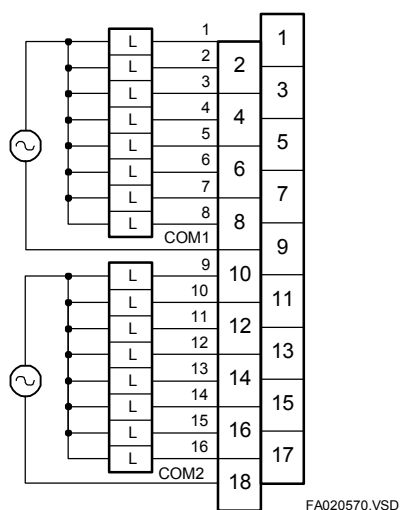 1
L 1
L 2
2
L 3
3
L 4
4
L 5
5
L 6
6
L 7
7
L 8
8
COM1
9
L 9
10
L 10
11
L 11
12
L 12
13
L 13
14
L 14
15
L 15
16
L 16
17
COM2
18
FA020570.VSD